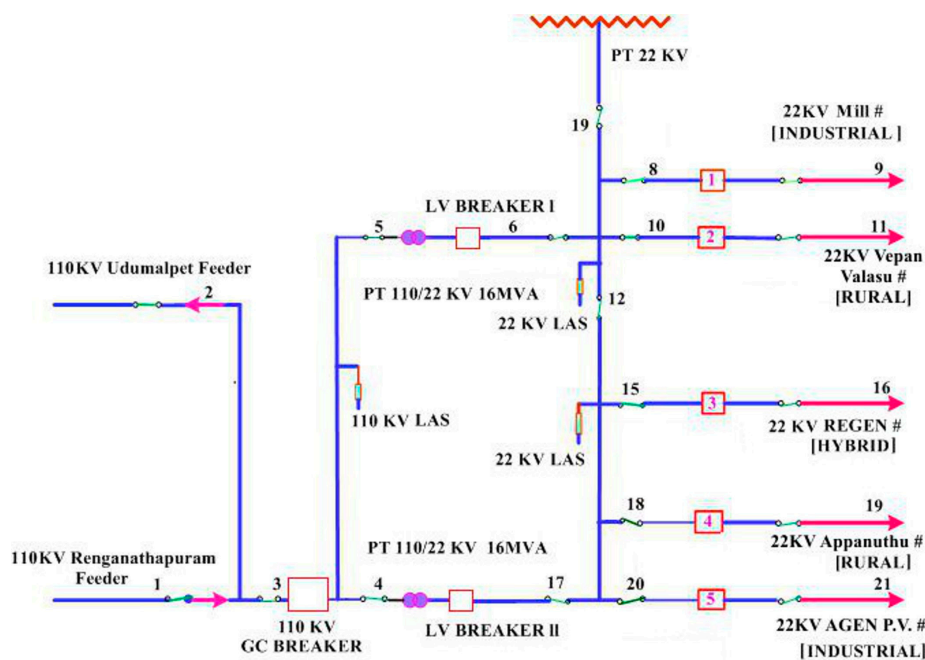 PT 22 KV
19
22KV Mill #
[INDUSTRIAL ]
8
1
9
LV BREAKER I
5
6
10
2
11
110KV Udumalpet Feeder
2
PT 110/22 KV 16MVA
22KV Vepan
Valasu #
[RURAL]
12
22 KV LAS
15
3
16
110 KV LAS
22 KV REGEN #
[HYBRID]
22 KV LAS
18
4
19
PT 110/22 KV 16MVA
22KV Appanuthu #
[RURAL]
110KV Renganathapuram
Feeder
1
3
4
17
20
5
21
110 KV
GC BREAKER
LV BREAKER II
22KV AGEN P.V. #
[INDUSTRIAL]